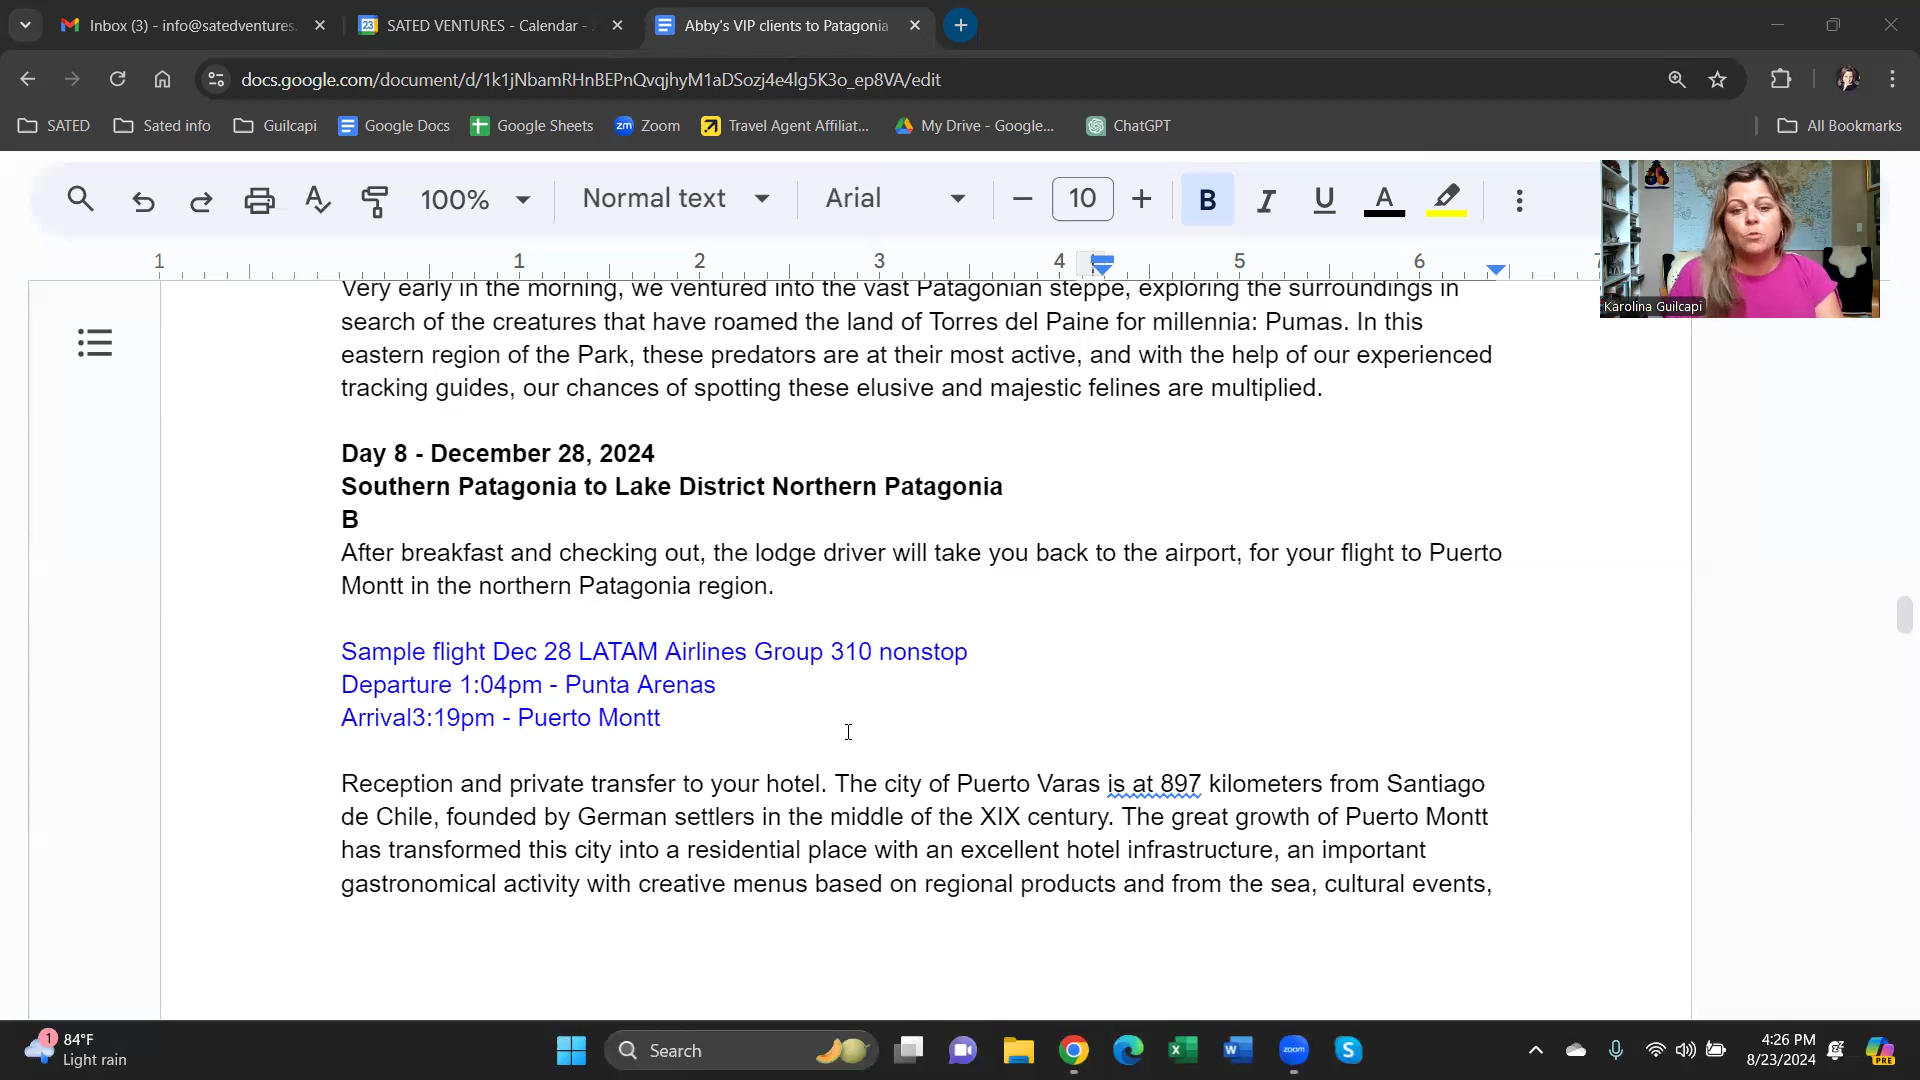 Inbox (3) - info@satedventures.
SATED VENTURES - Calendar -
Abby's VIP clients to Patagonia
docs.google.com/document/d/1k1jNbamRHnBEPnQvqjhyM1aDSozj4e4lg5K3o_ep8VA/edit
SATED
Sated info
Guilcapi
Google Docs
Google Sheets
Zoom
Travel Agent Affiliat...
My Drive - Google...
ChatGPT
All Bookmarks
100%
Normal text
Arial
10
B
I
U
A
1 1 2 3 4 5 6 7
Karolina Guilcapi
Very early in the morning, we ventured into the vast Patagonian steppe, exploring the surroundings in
search of the creatures that have roamed the land of Torres del Paine for millennia: Pumas. In this
eastern region of the Park, these predators are at their most active, and with the help of our experienced
tracking guides, our chances of spotting these elusive and majestic felines are multiplied.
Day 8 - December 28, 2024
Southern Patagonia to Lake District Northern Patagonia
B
After breakfast and checking out, the lodge driver will take you back to the airport, for your flight to Puerto
Montt in the northern Patagonia region.
Sample flight Dec 28 LATAM Airlines Group 310 nonstop
Departure 1:04pm - Punta Arenas
Arrival3:19pm - Puerto Montt
Reception and private transfer to your hotel. The city of Puerto Varas is at 897 kilometers from Santiago
de Chile, founded by German settlers in the middle of the XIX century. The great growth of Puerto Montt
has transformed this city into a residential place with an excellent hotel infrastructure, an important
gastronomical activity with creative menus based on regional products and from the sea, cultural events,
1
84°F
Light rain
Search
zoom
4:26 PM
8/23/2024
PRE